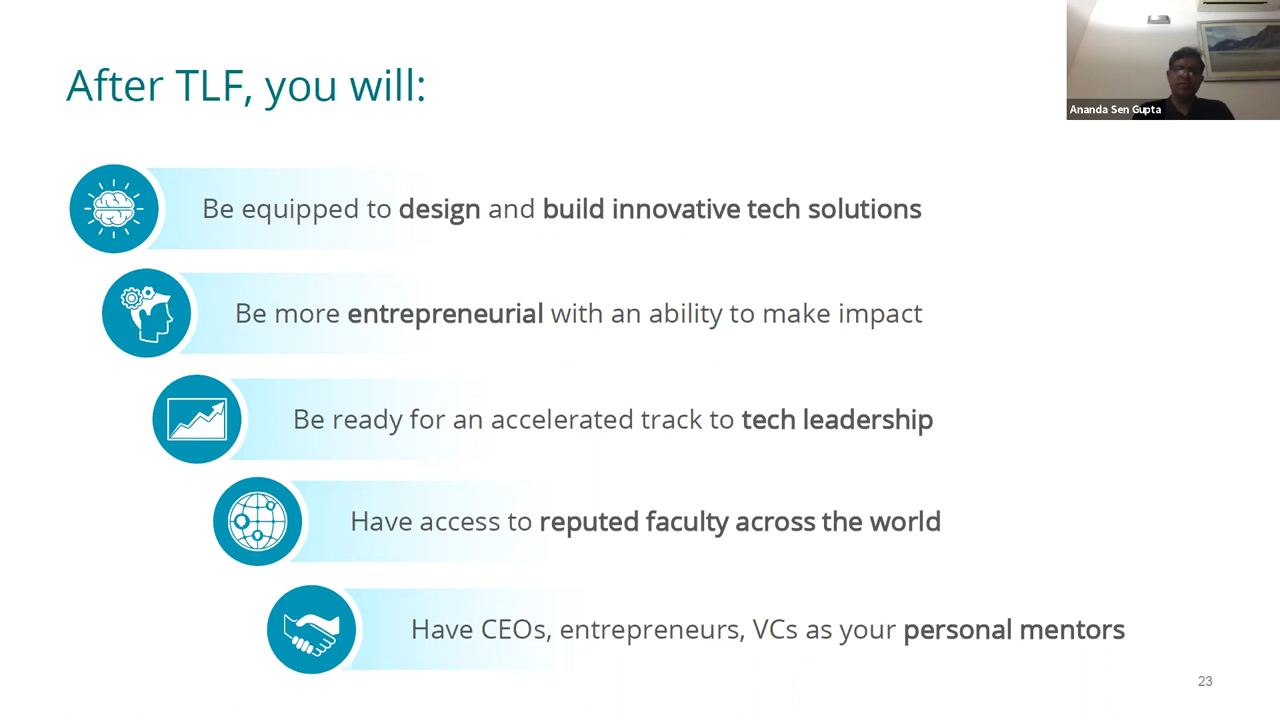 After TLF, you will:
Ananda Sen Gupta
Be equipped to design and build innovative tech solutions
Be more entrepreneurial with an ability to make impact
Be ready for an accelerated track to tech leadership
Have access to reputed faculty across the world
Have CEOs, entrepreneurs, VCs as your personal mentors
23